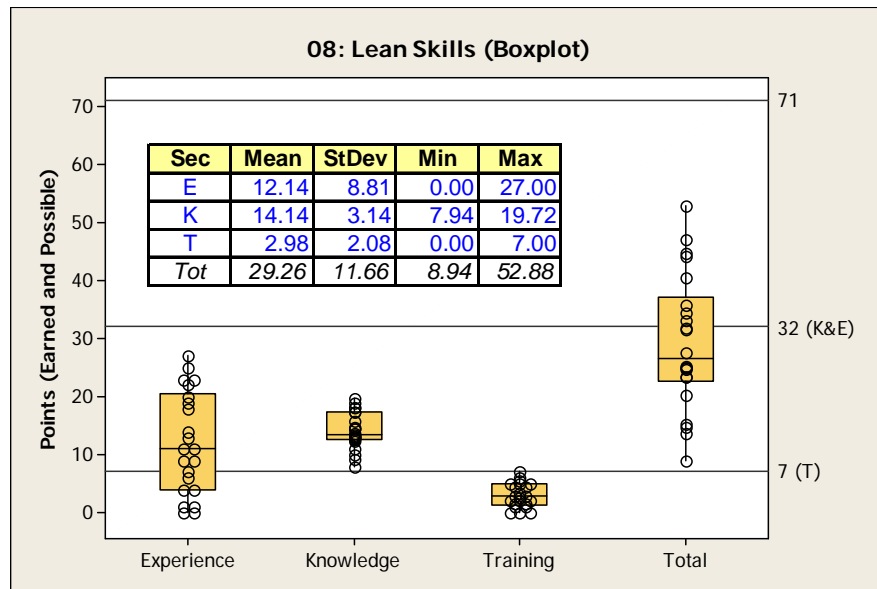 08: Lean Skills (Boxplot)
Points (Earned and Possible)
70
60
50
40
30
20
10
0
71
32 (K&E)
7 (T)
Sec Mean StDev Min Max
E 12.14 8.81 0.00 27.00
K 14.14 3.14 7.94 19.72
T 2.98 2.08 0.00 7.00
Tot 29.26 11.66 8.94 52.88
Experience Knowledge Training Total